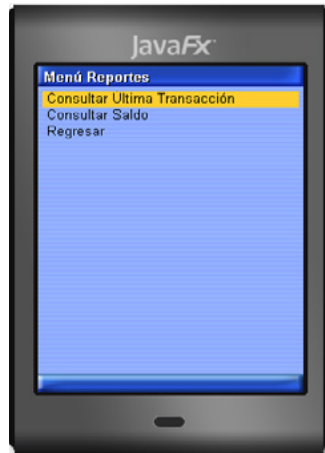 JavaFx
Menú Reportes
Consultar Ultima Transacción
Consultar Saldo
Regresar